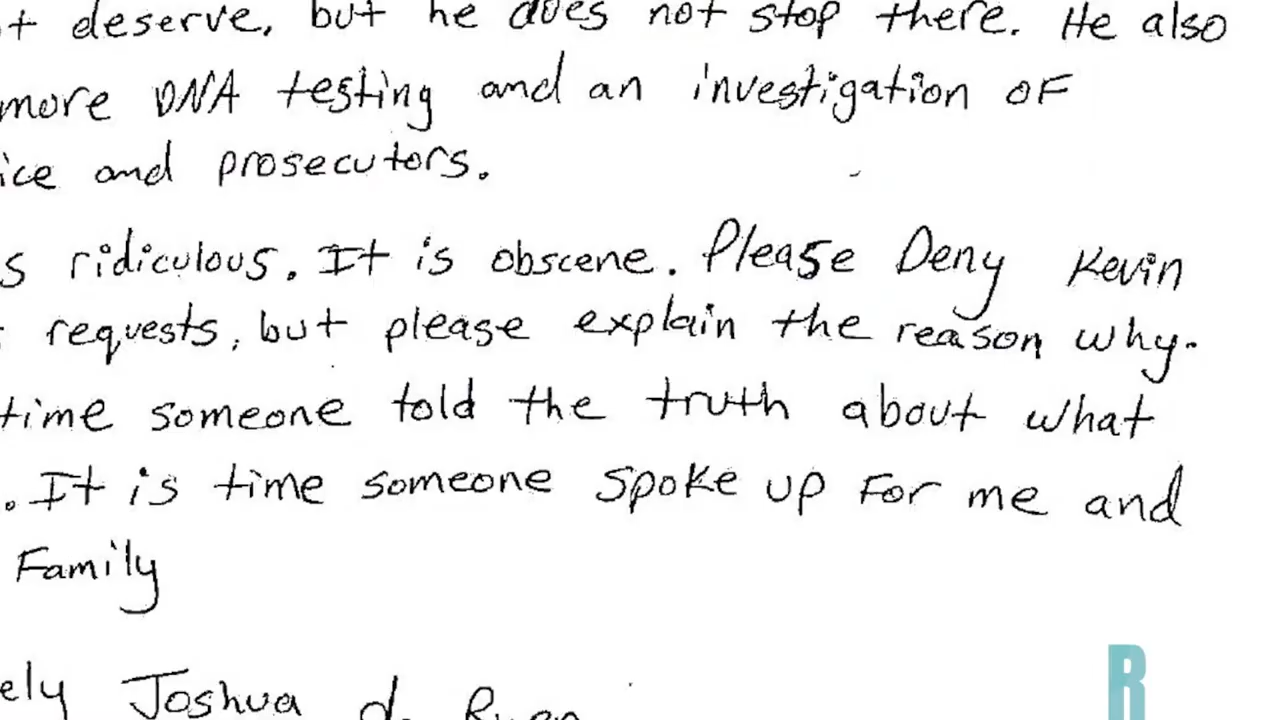 deserve, but he does not stop there. He also
more DNA testing and an investigation of
and prosecutors.
ridiculous. It is obscene. Please Deny Kevin
requests, but please explain the reason why.
time someone told the truth about what
. It is time someone spoke up for me and
Family
Joshua d. Ryen
R